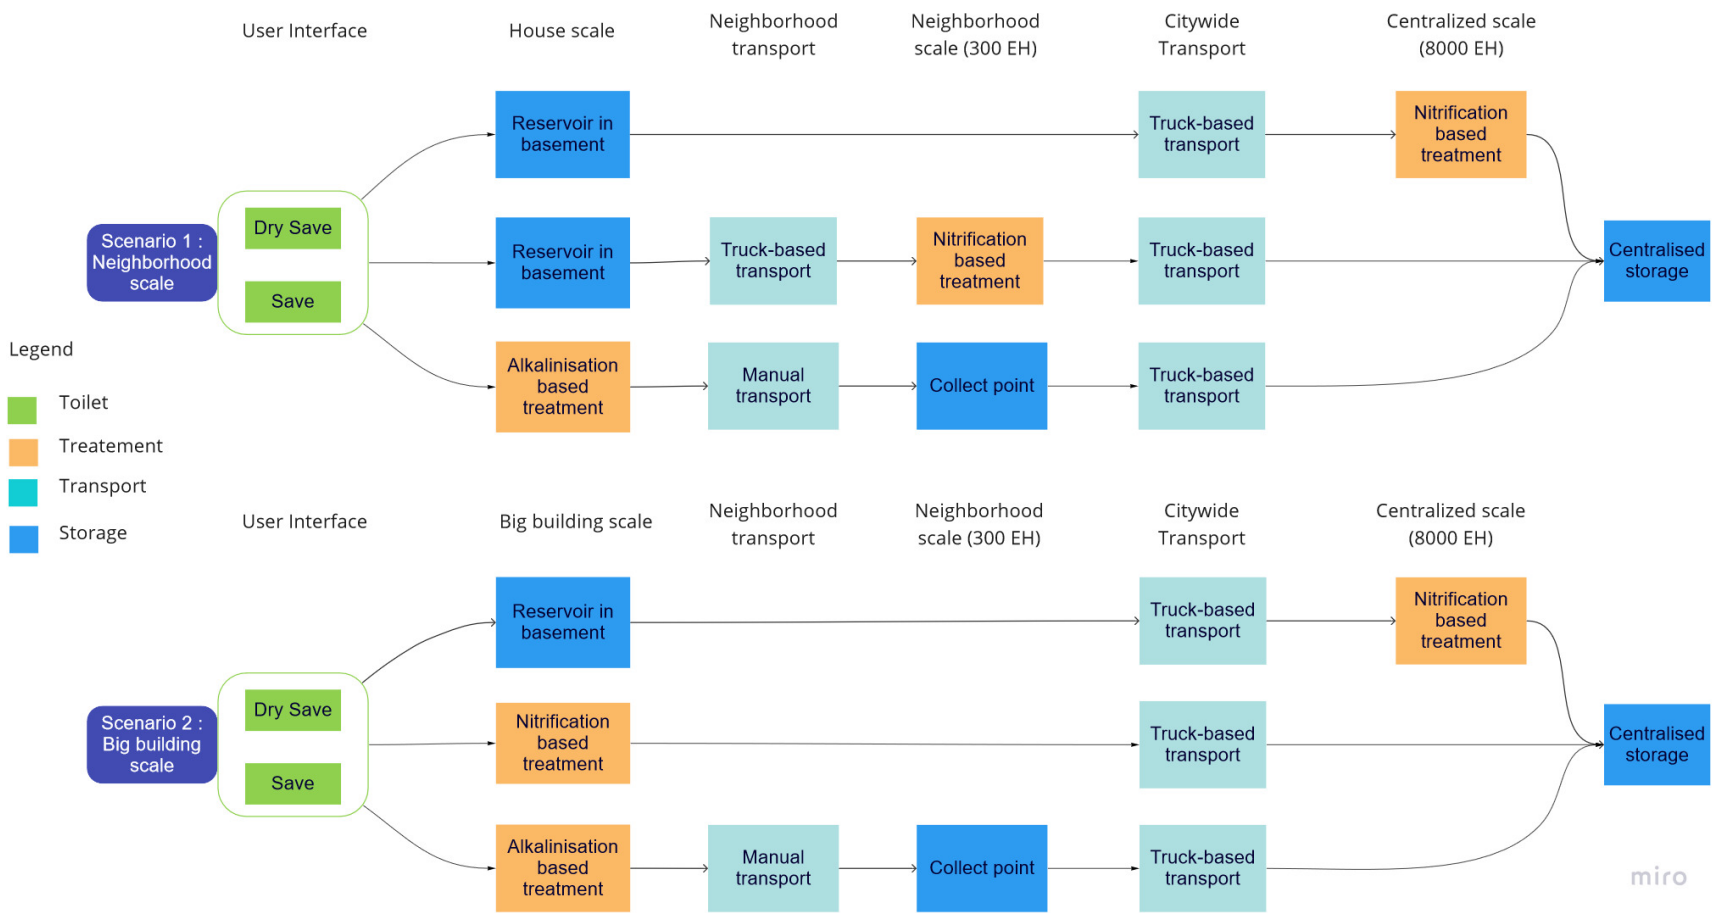 User Interface
House scale
Neighborhood
transport
Neighborhood
scale (300 EH)
Citywide
Transport
Centralized scale
(8000 EH)
Reservoir in
basement
Truck-based
transport
Nitrification
based
treatment
Scenario 1 :
Neighborhood
scale
Dry Save
Save
Reservoir in
basement
Truck-based
transport
Nitrification
based
treatment
Truck-based
transport
Centralised
storage
Alkalinisation
based
treatment
Manual
transport
Collect point
Truck-based
transport
Legend
Toilet
Treatement
Transport
Storage
User Interface
Big building scale
Neighborhood
transport
Neighborhood
scale (300 EH)
Citywide
Transport
Centralized scale
(8000 EH)
Reservoir in
basement
Truck-based
transport
Nitrification
based
treatment
Scenario 2 :
Big building
scale
Dry Save
Save
Nitrification
based
treatment
Truck-based
transport
Centralised
storage
Alkalinisation
based
treatment
Manual
transport
Collect point
Truck-based
transport
miro